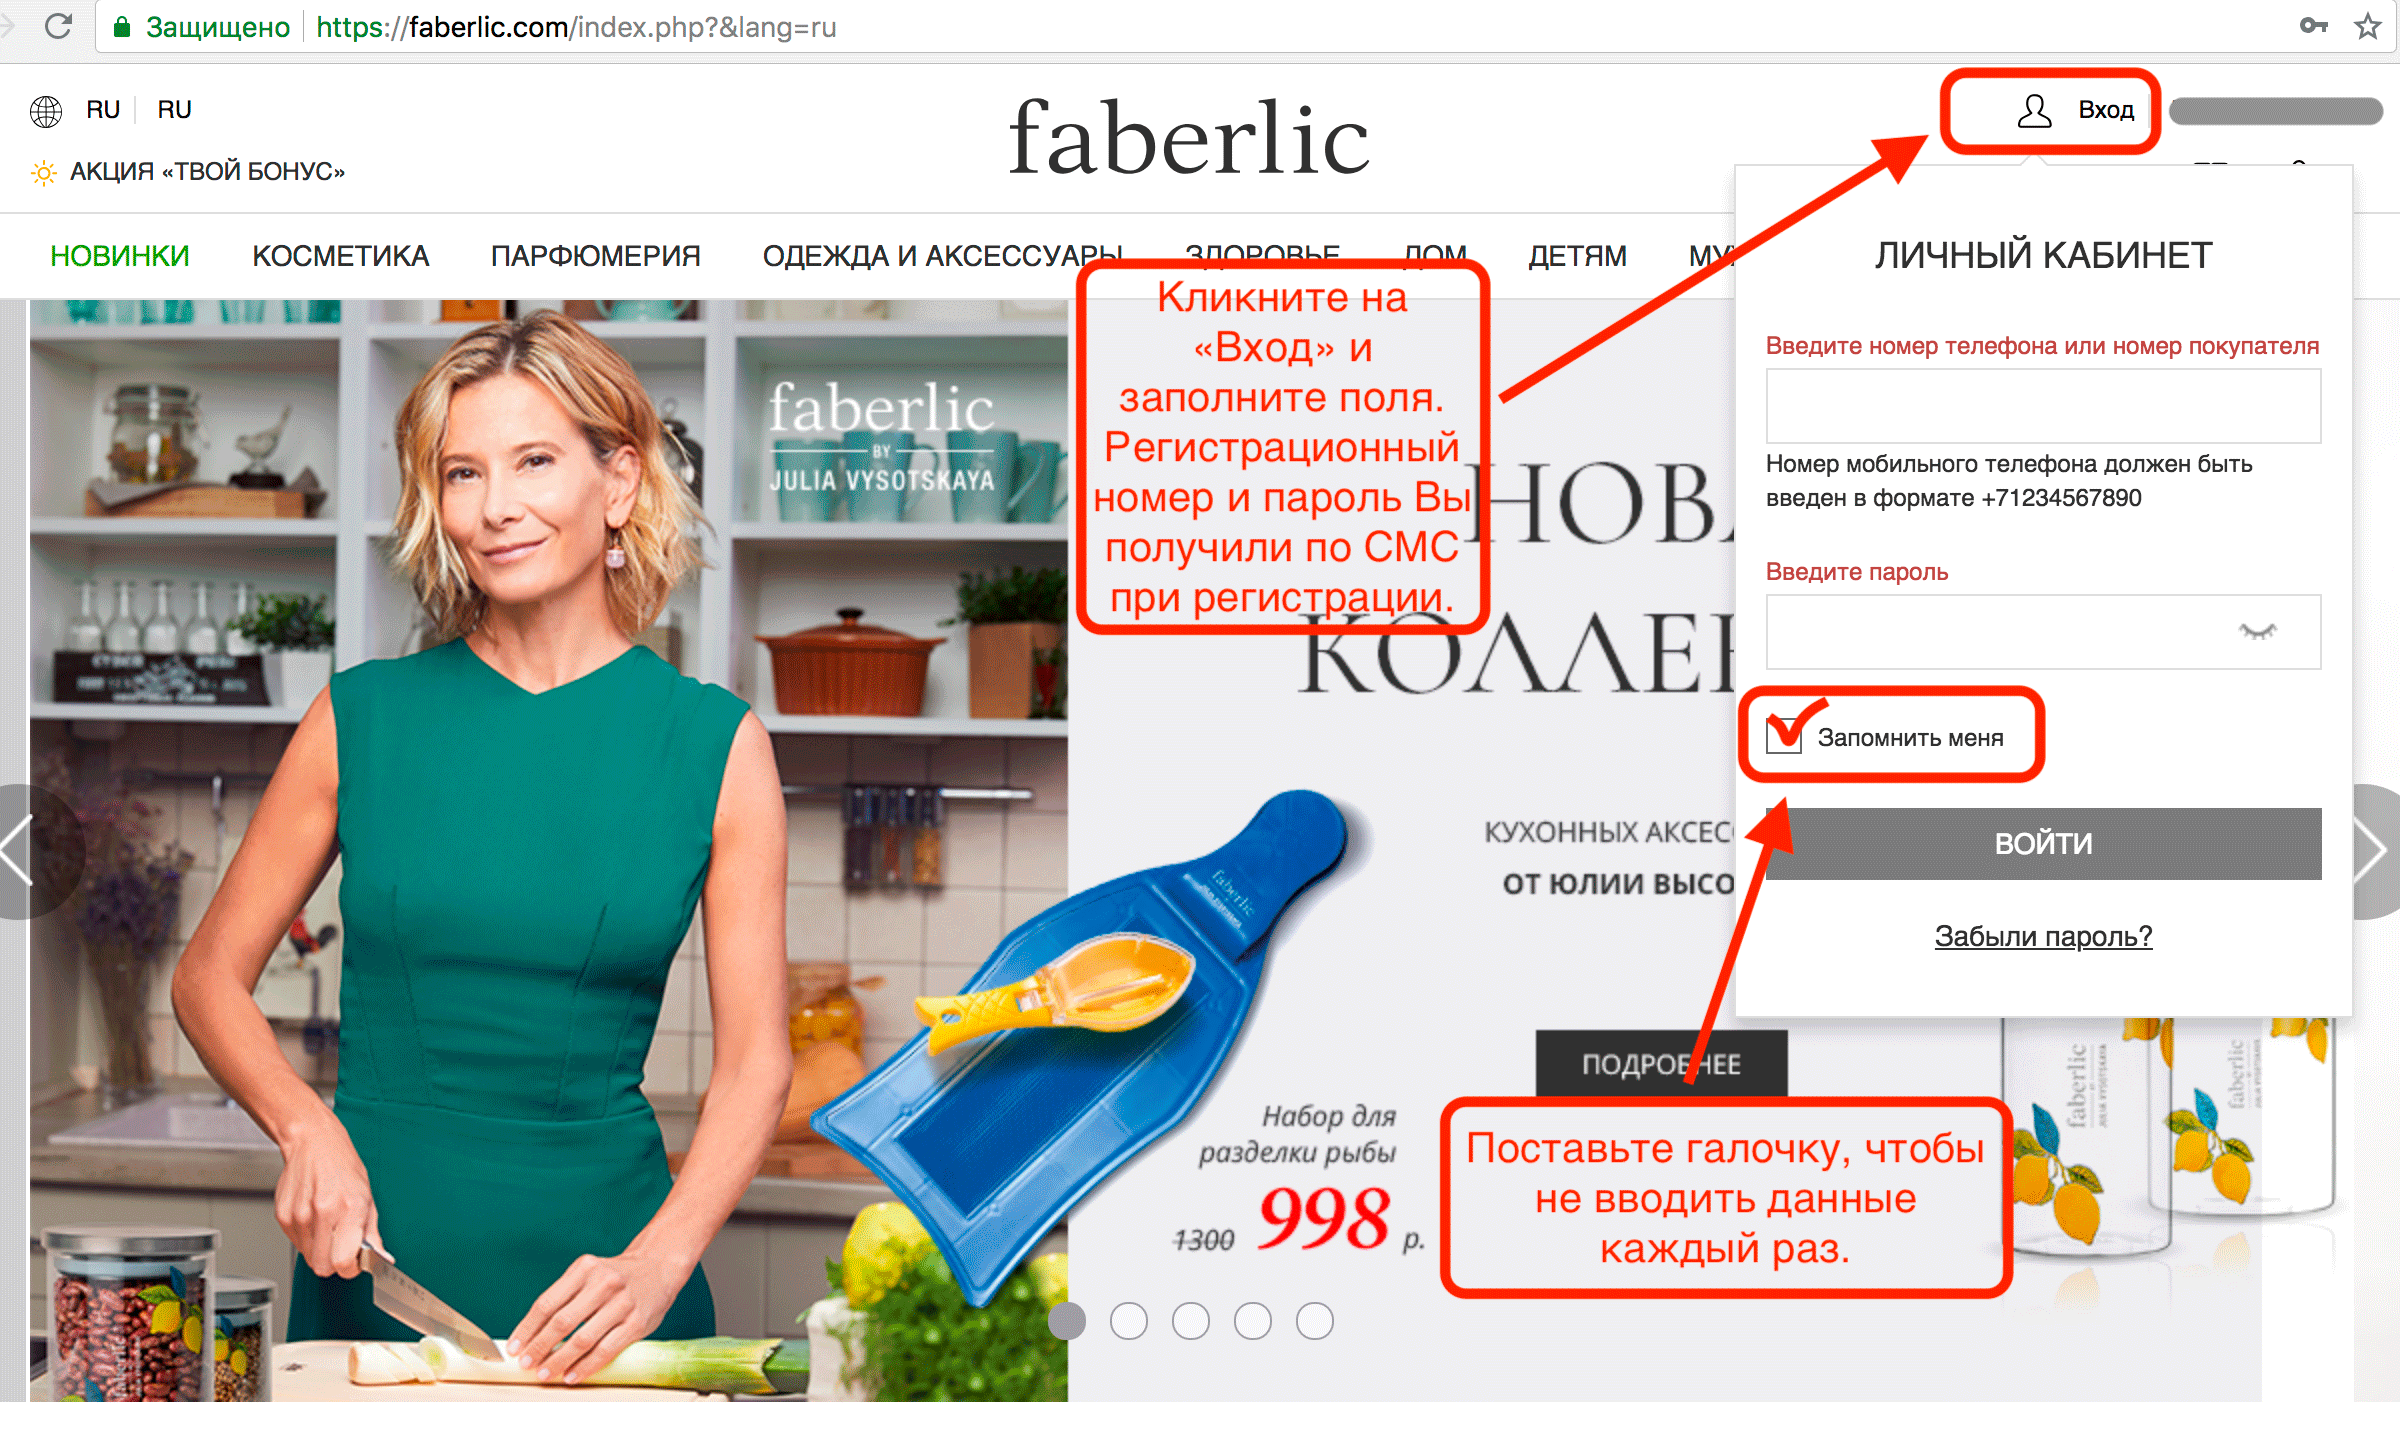 Защищено
https://faberlic.com/index.php?&lang=ru
RU RU
АКЦИЯ «ТВОЙ БОНУС»
faberlic
Вход
НОВИНКИ КОСМЕТИКА ПАРФЮМЕРИЯ ОДЕЖДА И АКСЕССУАРЫ ЗДОРОВЬЕ ДОМ ДЕТЯМ
faberlic
BY
JULIA VYSOTSKAYA
Кликните на
«Вход» и
заполните поля.
Регистрационный
номер и пароль Вы
получили по СМС
при регистрации.
НОВА
КОЛЛЕ
КУХОННЫХ АКСЕС
ОТ ЮЛИИ ВЫСО
ПОДРОБНЕЕ
faberlic
Набор для
разделки рыбы
1300 998 р.
ЛИЧНЫЙ КАБИНЕТ
Введите номер телефона или номер покупателя
Номер мобильного телефона должен быть
введен в формате +71234567890
Введите пароль
Запомнить меня
ВОЙТИ
Забыли пароль?
Поставьте галочку, чтобы
не вводить данные
каждый раз.
faberlic
faberlic